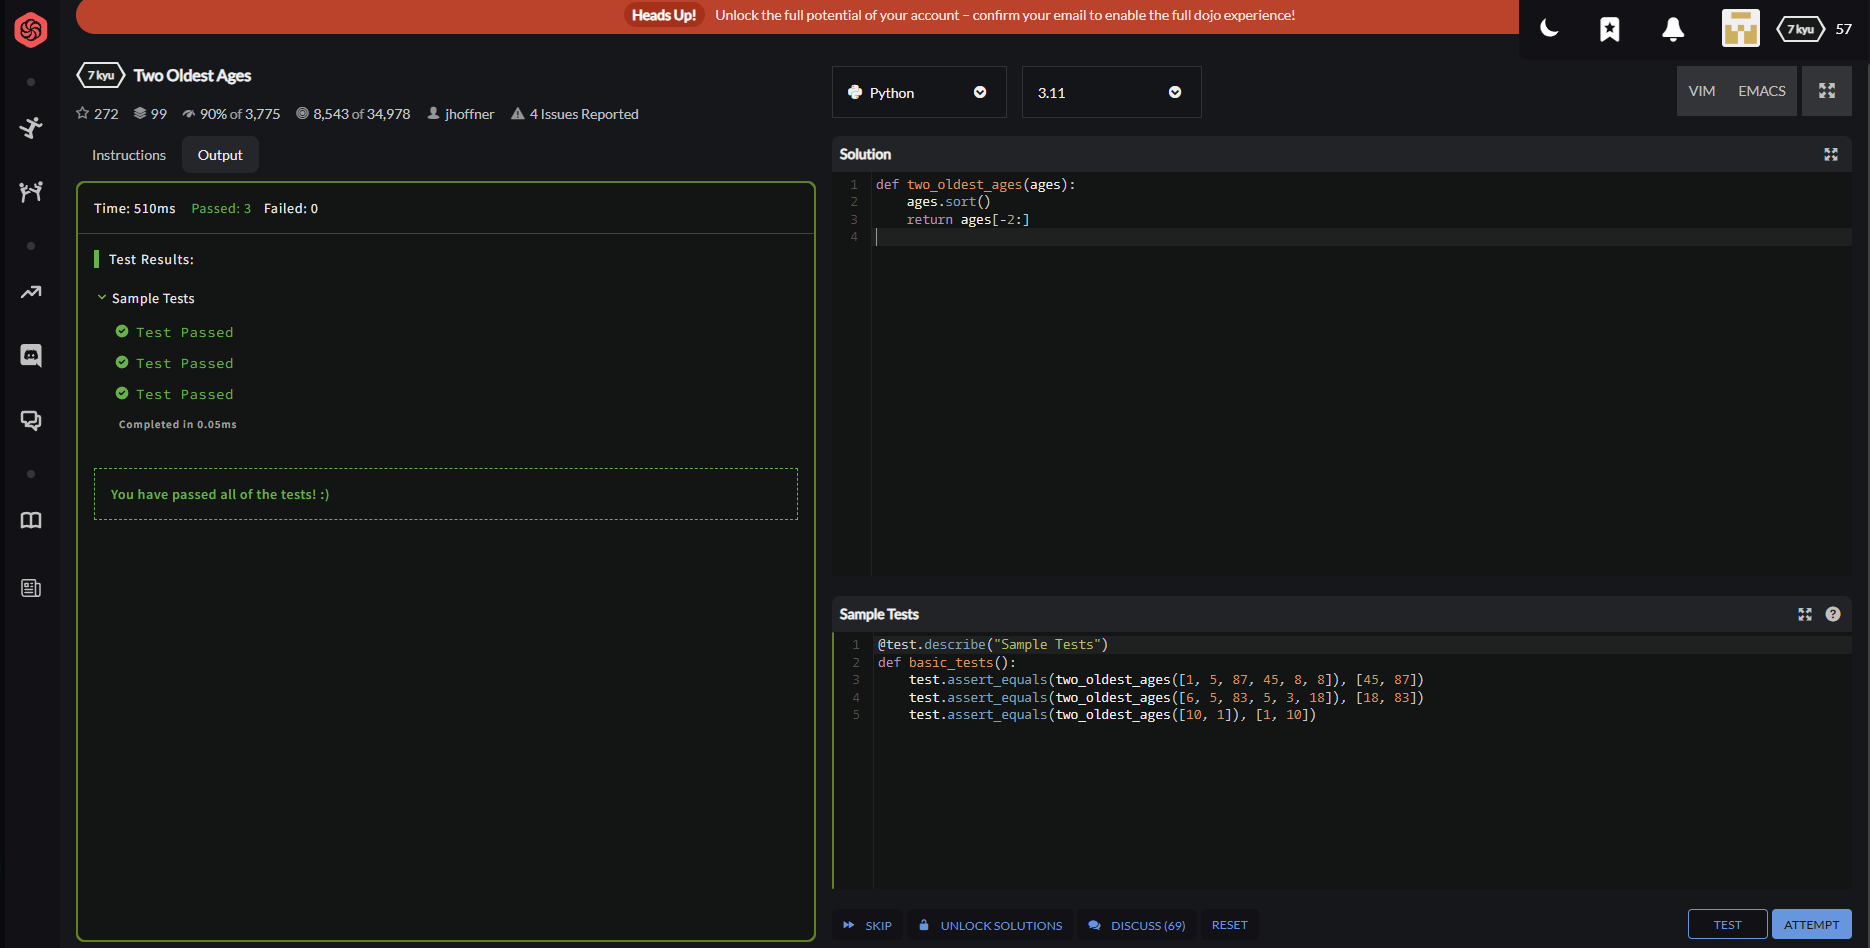 Heads Up! Unlock the full potential of your account – confirm your email to enable the full dojo experience!
7 kyu 57
7 kyu Two Oldest Ages
272 99 90% of 3,775 8,543 of 34,978 jhoffner 4 Issues Reported
Instructions Output
Time: 510ms Passed: 3 Failed: 0
Test Results:
Sample Tests
Test Passed
Test Passed
Test Passed
Completed in 0.05ms
You have passed all of the tests! :)
Python 3.11 VIM EMACS
Solution
1 def two_oldest_ages(ages):
2     ages.sort()
3     return ages[-2:]
4
Sample Tests ?
1 @test.describe("Sample Tests")
2 def basic_tests():
3     test.assert_equals(two_oldest_ages([1, 5, 87, 45, 8, 8]), [45, 87])
4     test.assert_equals(two_oldest_ages([6, 5, 83, 5, 3, 18]), [18, 83])
5     test.assert_equals(two_oldest_ages([10, 1]), [1, 10])
SKIP UNLOCK SOLUTIONS DISCUSS (69) RESET TEST ATTEMPT